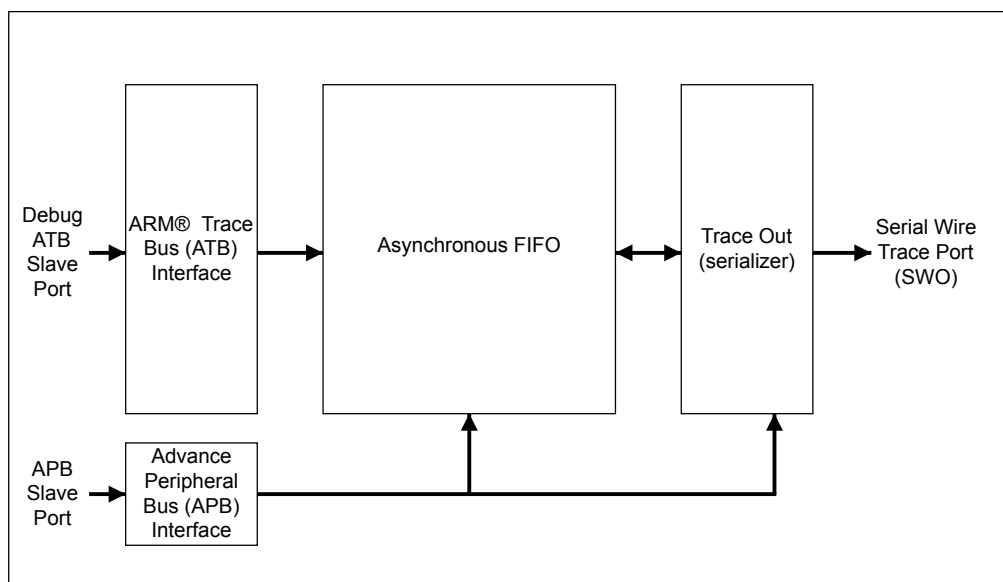 Debug
ATB
Slave
Port
ARM® Trace
Bus (ATB)
Interface
Asynchronous FIFO
Trace Out
(serializer)
Serial Wire
Trace Port
(SWO)
APB
Slave
Port
Advance
Peripheral
Bus (APB)
Interface